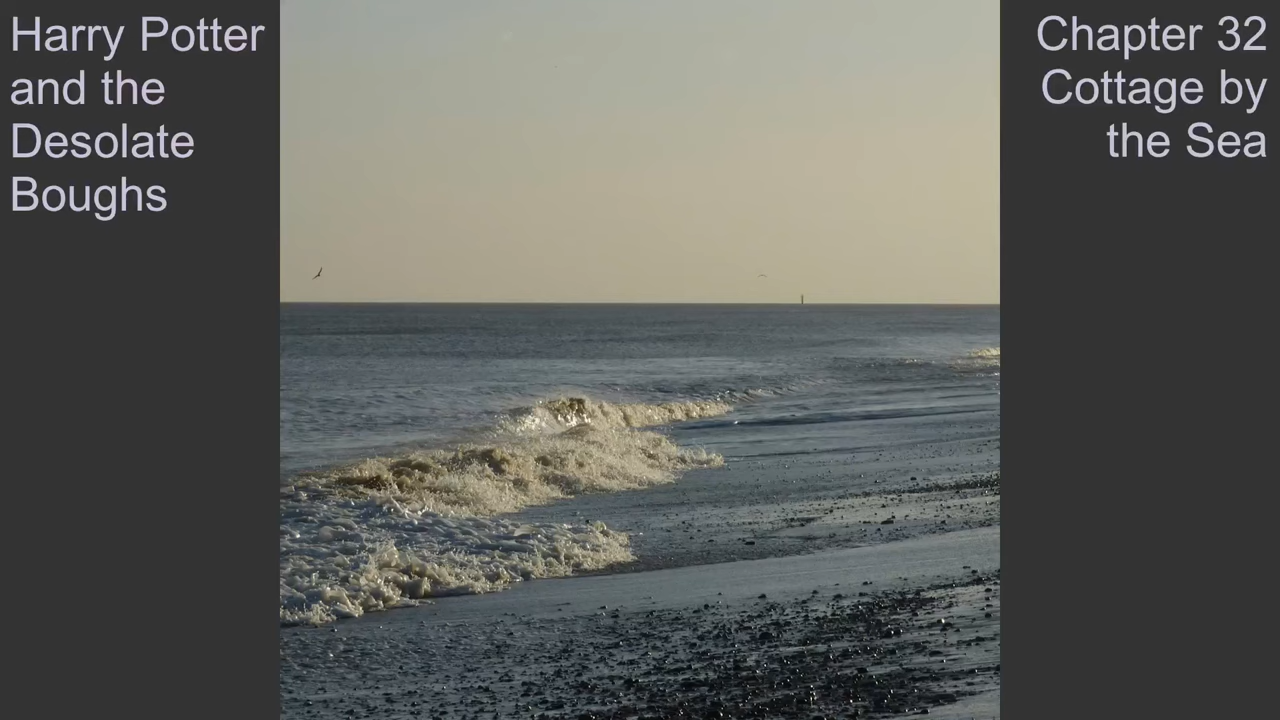 Harry Potter
and the
Desolate
Boughs
Chapter 32
Cottage by
the Sea